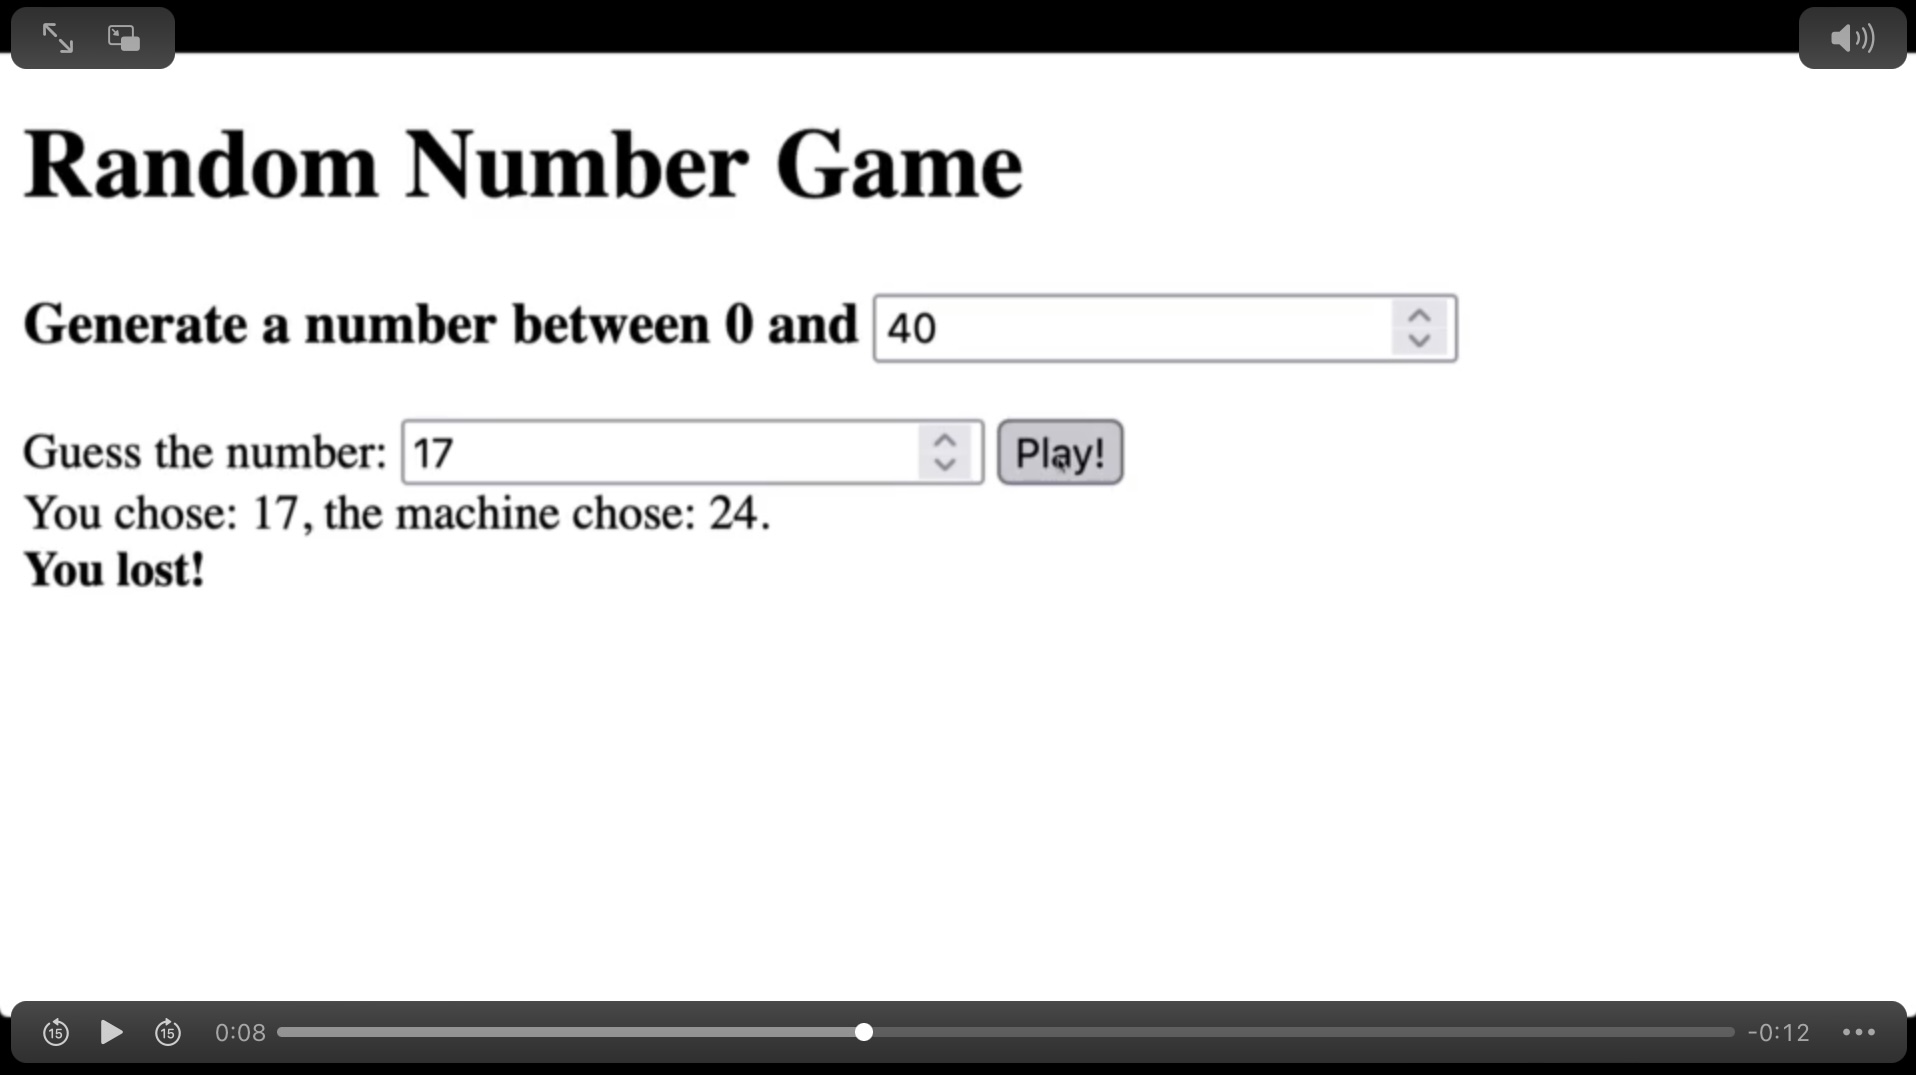 Random Number Game
Generate a number between 0 and 40
Guess the number: 17 Play!
You chose: 17, the machine chose: 24.
You lost!
15 15 0:08 -0:12